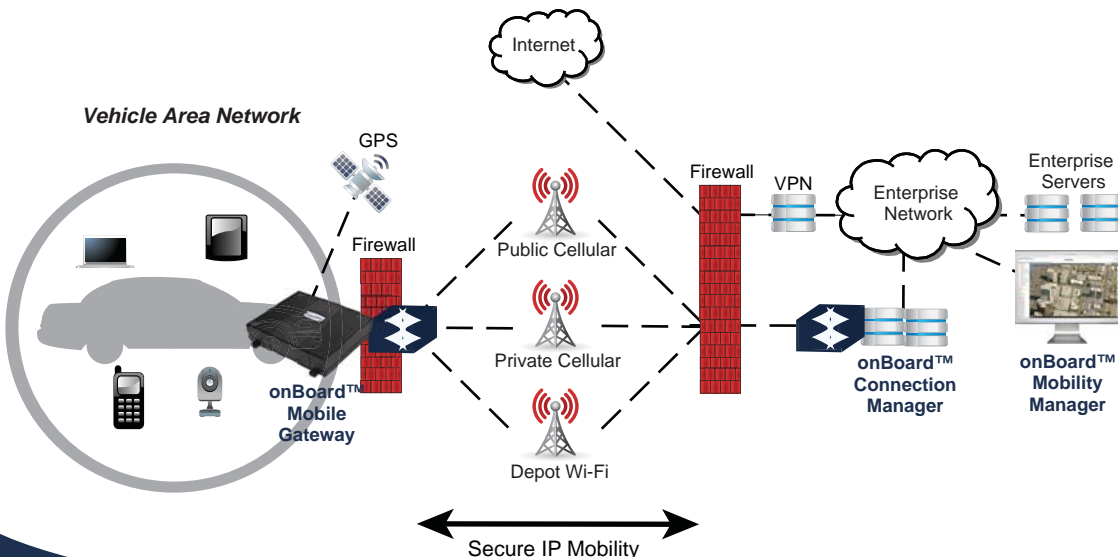 Internet
Vehicle Area Network
GPS
Firewall
Public Cellular
Private Cellular
Depot Wi-Fi
onBoard™
Mobile
Gateway
Firewall
VPN
Enterprise
Network
Enterprise
Servers
onBoard™
Connection
Manager
onBoard™
Mobility
Manager
Secure IP Mobility